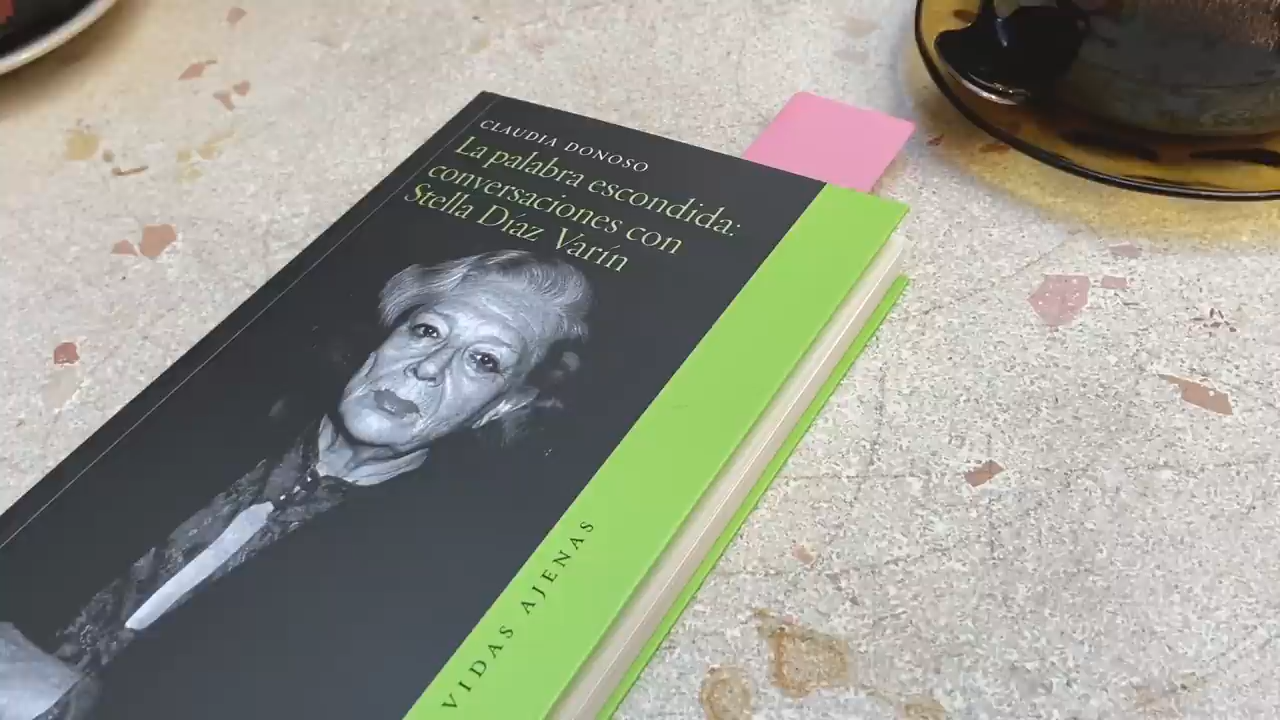 CLAUDIA DONOSO
La palabra escondida:
conversaciones con
Stella Díaz Varín
VIDAS AJENAS